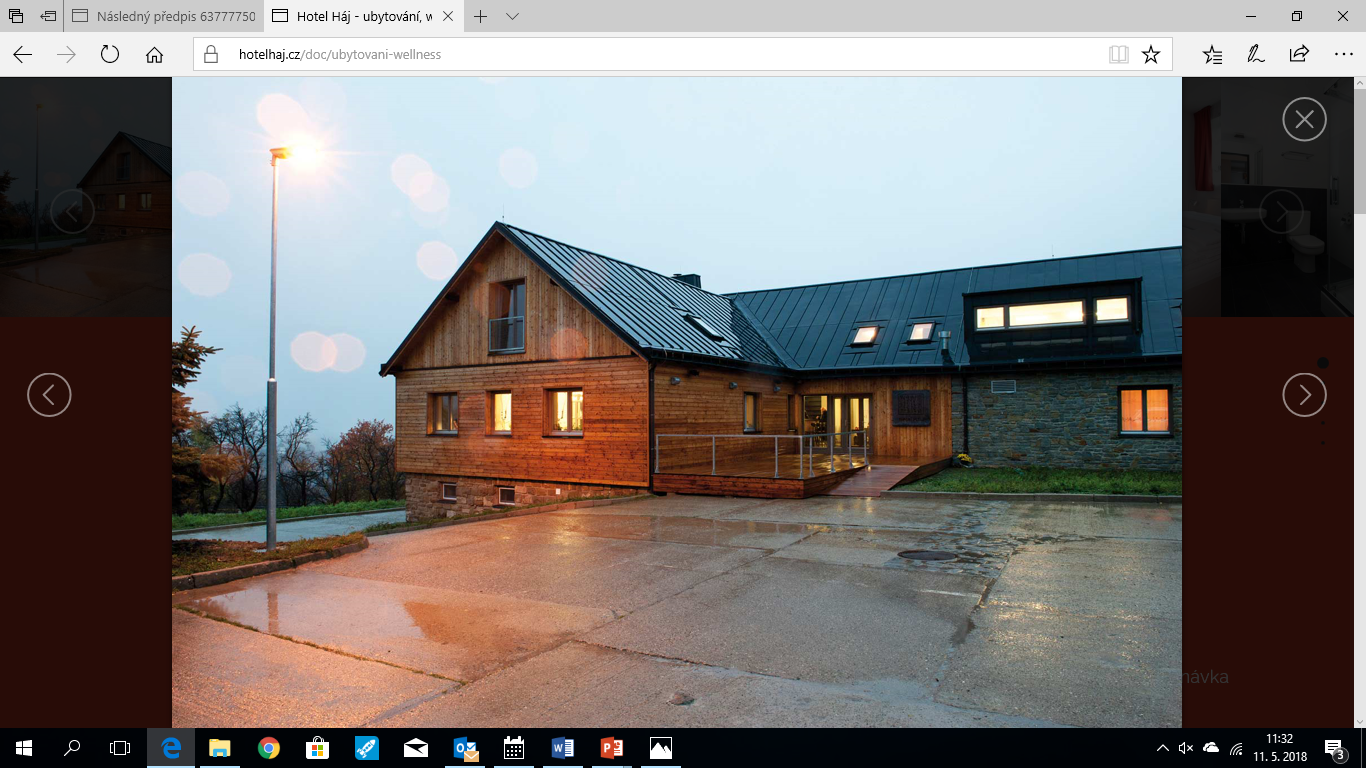 Následný předpis 63777750
Hotel Háj - ubytování, w
hotelhaj.cz/doc/ubytovani-wellness
návka
11:32
11. 5. 2018
3